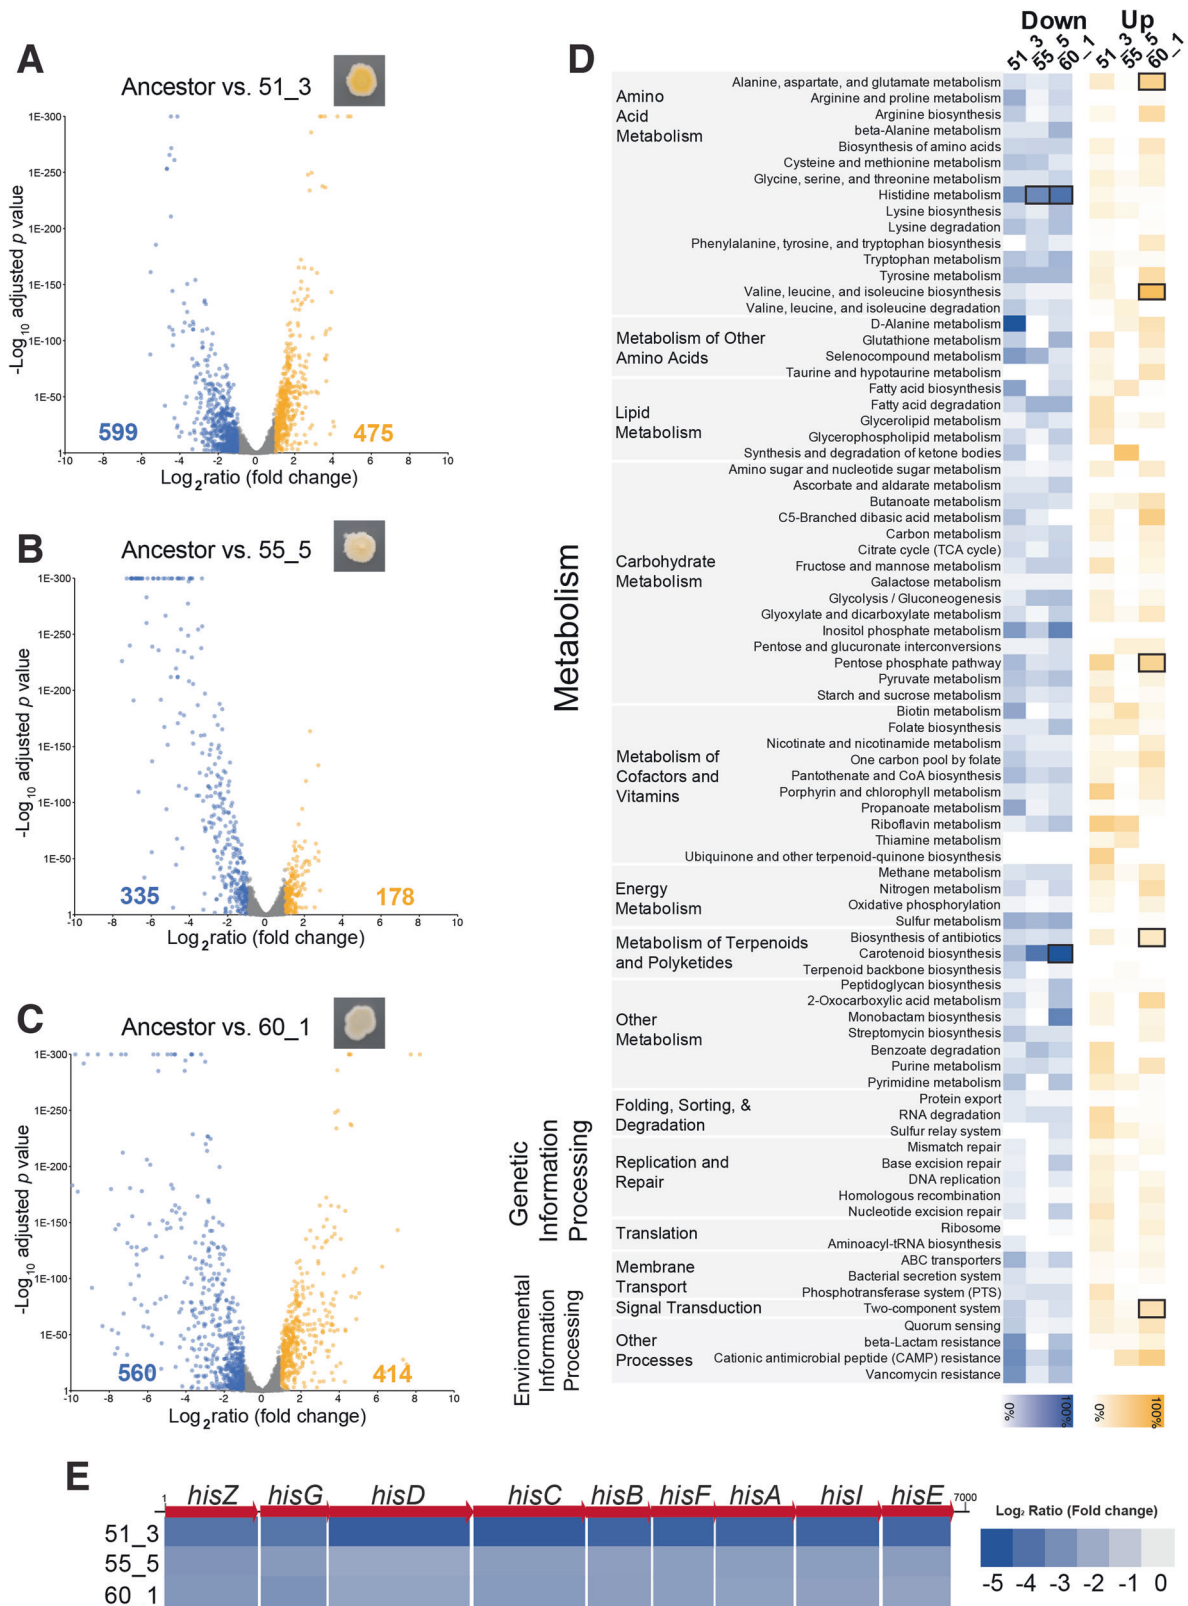 A
Ancestor vs. 51_3
-Log10 adjusted p value
1E-300
1E-250
1E-200
1E-150
1E-100
1E-50
1
-10 -8 -6 -4 -2 0 2 4 6 8 10
599
475
Log2ratio (fold change)
B
Ancestor vs. 55_5
-Log10 adjusted p value
1E-300
1E-250
1E-200
1E-150
1E-100
1E-50
1
-10 -8 -6 -4 -2 0 2 4 6 8 10
335
178
Log2ratio (fold change)
C
Ancestor vs. 60_1
-Log10 adjusted p value
1E-300
1E-250
1E-200
1E-150
1E-100
1E-50
1
-10 -8 -6 -4 -2 0 2 4 6 8 10
560
414
Log2ratio (fold change)
D
Down Up
51_3 55_5 60_1 51_3 55_5 60_1
Metabolism
Amino
Acid
Metabolism
Alanine, aspartate, and glutamate metabolism
Arginine and proline metabolism
Arginine biosynthesis
beta-Alanine metabolism
Biosynthesis of amino acids
Cysteine and methionine metabolism
Glycine, serine, and threonine metabolism
Histidine metabolism
Lysine biosynthesis
Lysine degradation
Phenylalanine, tyrosine, and tryptophan biosynthesis
Tryptophan metabolism
Tyrosine metabolism
Valine, leucine, and isoleucine biosynthesis
Valine, leucine, and isoleucine degradation
Metabolism of Other
Amino Acids
D-Alanine metabolism
Glutathione metabolism
Selenocompound metabolism
Taurine and hypotaurine metabolism
Lipid
Metabolism
Fatty acid biosynthesis
Fatty acid degradation
Glycerolipid metabolism
Glycerophospholipid metabolism
Synthesis and degradation of ketone bodies
Carbohydrate
Metabolism
Amino sugar and nucleotide sugar metabolism
Ascorbate and aldarate metabolism
Butanoate metabolism
C5-Branched dibasic acid metabolism
Carbon metabolism
Citrate cycle (TCA cycle)
Fructose and mannose metabolism
Galactose metabolism
Glycolysis / Gluconeogenesis
Glyoxylate and dicarboxylate metabolism
Inositol phosphate metabolism
Pentose and glucuronate interconversions
Pentose phosphate pathway
Pyruvate metabolism
Starch and sucrose metabolism
Metabolism of
Cofactors and
Vitamins
Biotin metabolism
Folate biosynthesis
Nicotinate and nicotinamide metabolism
One carbon pool by folate
Pantothenate and CoA biosynthesis
Porphyrin and chlorophyll metabolism
Propanoate metabolism
Riboflavin metabolism
Thiamine metabolism
Ubiquinone and other terpenoid-quinone biosynthesis
Energy
Metabolism
Methane metabolism
Nitrogen metabolism
Oxidative phosphorylation
Sulfur metabolism
Metabolism of Terpenoids
and Polyketides
Biosynthesis of antibiotics
Carotenoid biosynthesis
Terpenoid backbone biosynthesis
Other
Metabolism
Peptidoglycan biosynthesis
2-Oxocarboxylic acid metabolism
Monobactam biosynthesis
Streptomycin biosynthesis
Benzoate degradation
Purine metabolism
Pyrimidine metabolism
Genetic
Information
Processing
Folding, Sorting, &
Degradation
Protein export
RNA degradation
Sulfur relay system
Replication and
Repair
Mismatch repair
Base excision repair
DNA replication
Homologous recombination
Nucleotide excision repair
Translation
Ribosome
Aminoacyl-tRNA biosynthesis
Environmental
Information
Processing
Membrane
Transport
ABC transporters
Bacterial secretion system
Phosphotransferase system (PTS)
Signal Transduction
Two-component system
Other
Processes
Quorum sensing
beta-Lactam resistance
Cationic antimicrobial peptide (CAMP) resistance
Vancomycin resistance
0% 100% 0% 100%
E
1 hisZ hisG hisD hisC hisB hisF hisA hisI hisE 7000
51_3
55_5
60_1
Log2 Ratio (Fold change)
-5 -4 -3 -2 -1 0